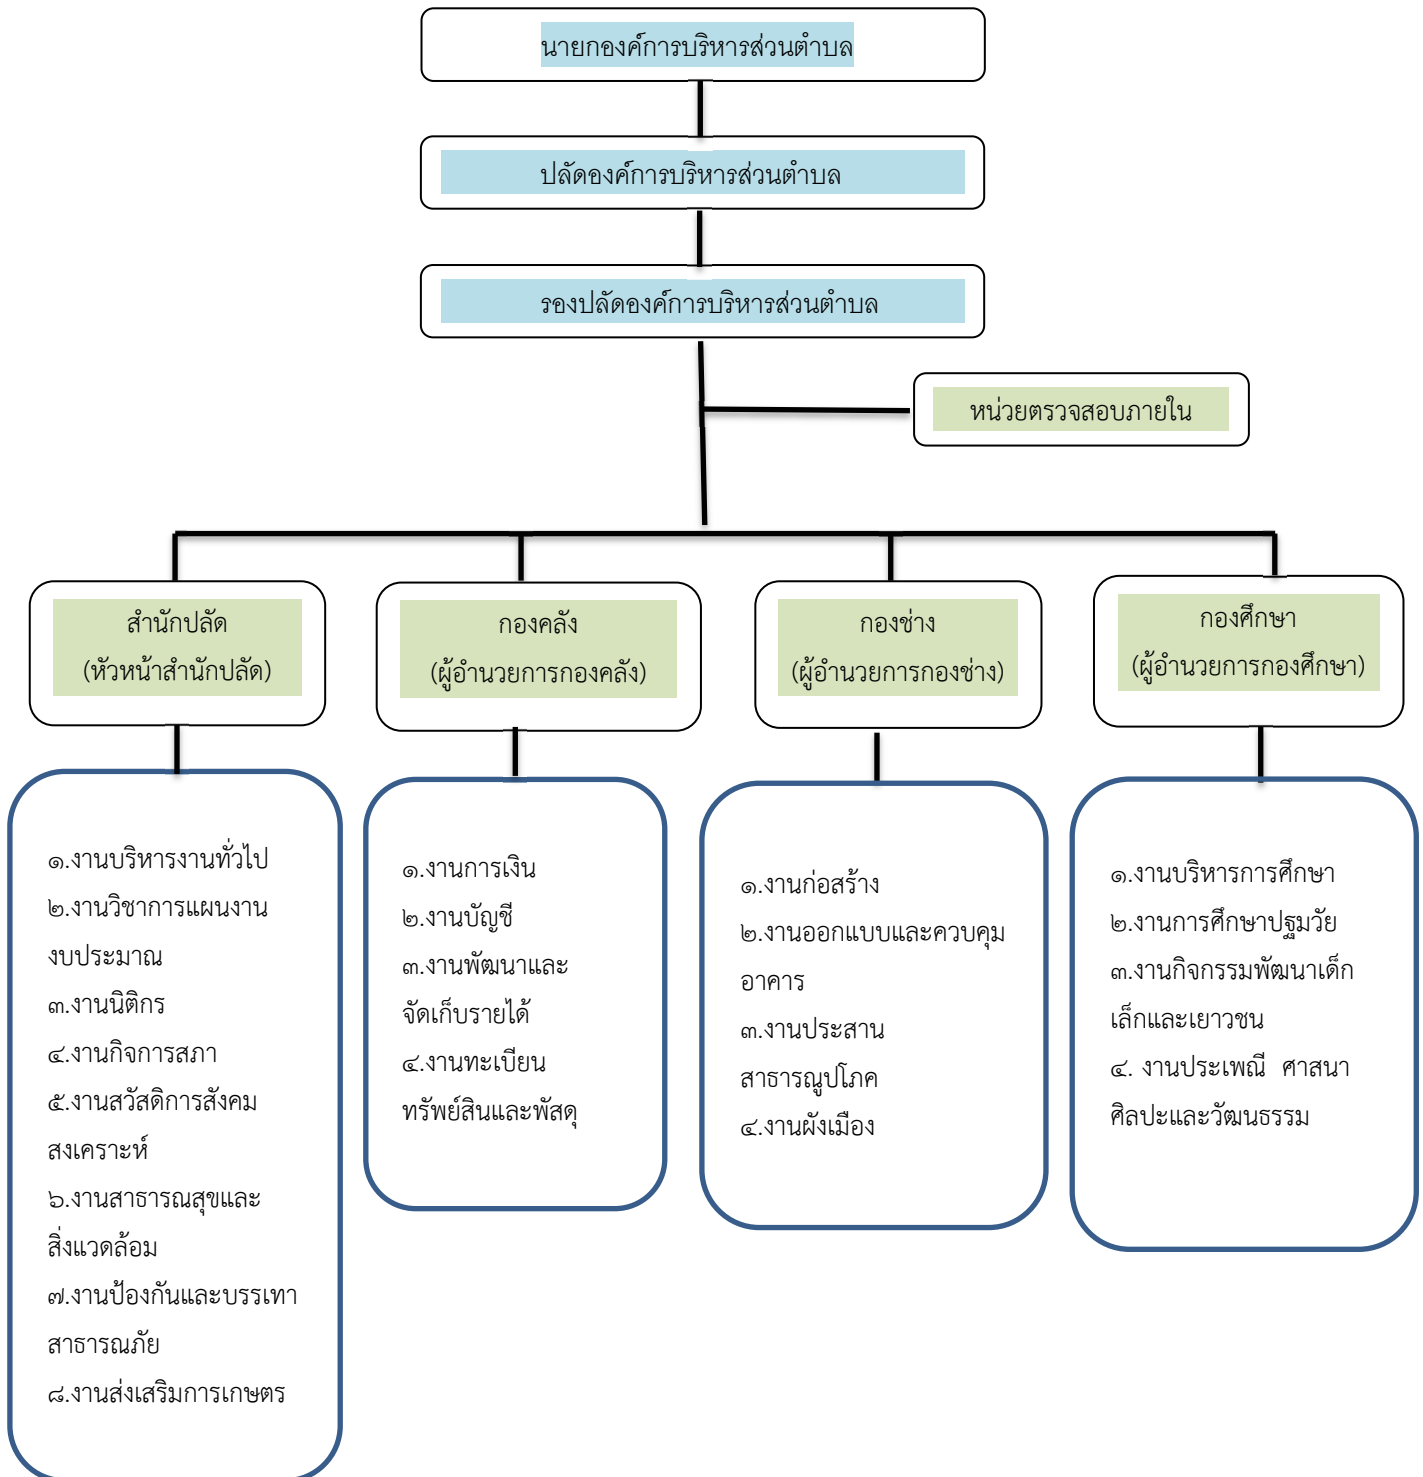 นายกองค์การบริหารส่วนตำบล
ปลัดองค์การบริหารส่วนตำบล
รองปลัดองค์การบริหารส่วนตำบล
หน่วยตรวจสอบภายใน
สำนักปลัด
(หัวหน้าสำนักปลัด)
กองคลัง
(ผู้อำนวยการกองคลัง)
กองช่าง
(ผู้อำนวยการกองช่าง)
กองศึกษา
(ผู้อำนวยการกองศึกษา)
๑.งานบริหารงานทั่วไป
๒.งานวิชาการแผนงาน
งบประมาณ
๓.งานนิติกร
๔.งานกิจการสภา
๕.งานสวัสดิการสังคม
สงเคราะห์
๖.งานสาธารณสุขและ
สิ่งแวดล้อม
๗.งานป้องกันและบรรเทา
สาธารณภัย
๘.งานส่งเสริมการเกษตร
๑.งานการเงิน
๒.งานบัญชี
๓.งานพัฒนาและ
จัดเก็บรายได้
๔.งานทะเบียน
ทรัพย์สินและพัสดุ
๑.งานก่อสร้าง
๒.งานออกแบบและควบคุม
อาคาร
๓.งานประสาน
สาธารณูปโภค
๔.งานผังเมือง
๑.งานบริหารการศึกษา
๒.งานการศึกษาปฐมวัย
๓.งานกิจกรรมพัฒนาเด็ก
เล็กและเยาวชน
๔. งานประเพณี ศาสนา
ศิลปะและวัฒนธรรม